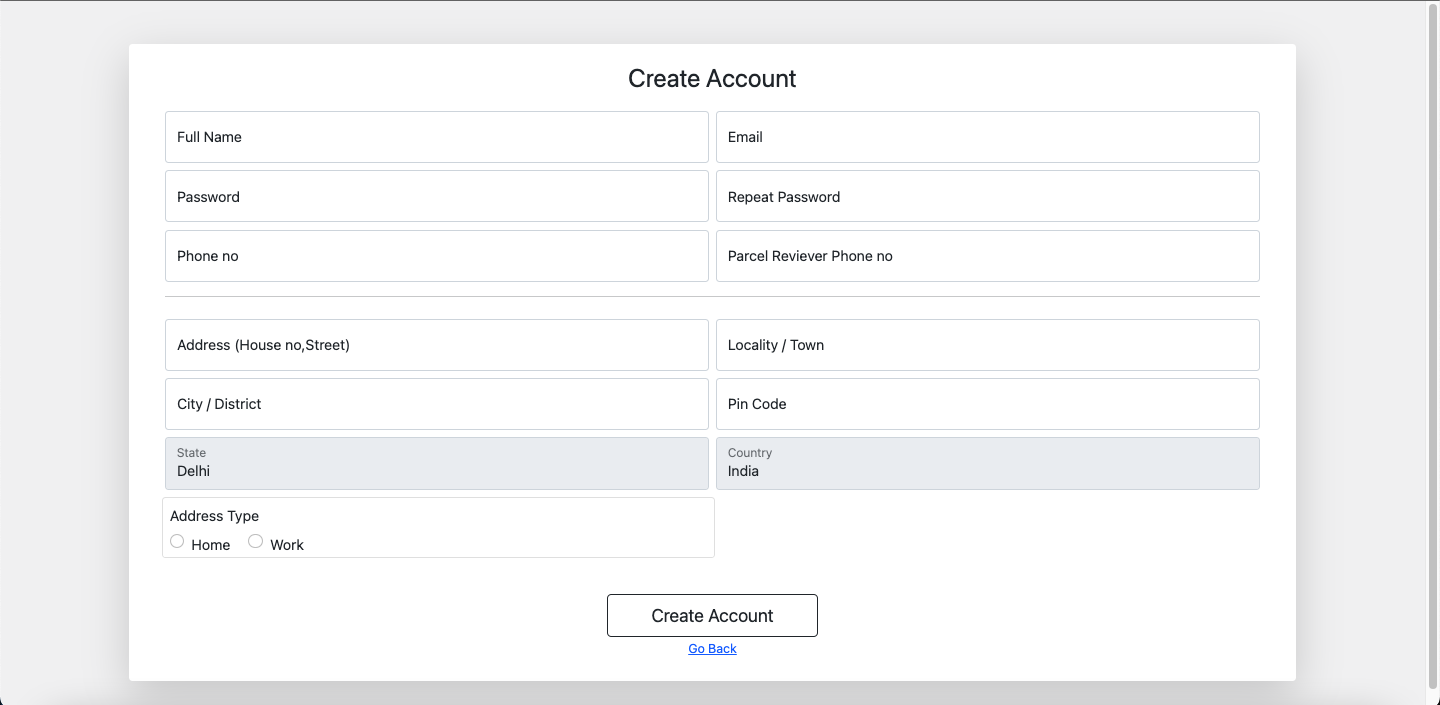 Create Account
Full Name
Email
Password
Repeat Password
Phone no
Parcel Reviever Phone no
Address (House no,Street)
Locality / Town
City / District
Pin Code
State
Delhi
Country
India
Address Type
Home
Work
Create Account
Go Back